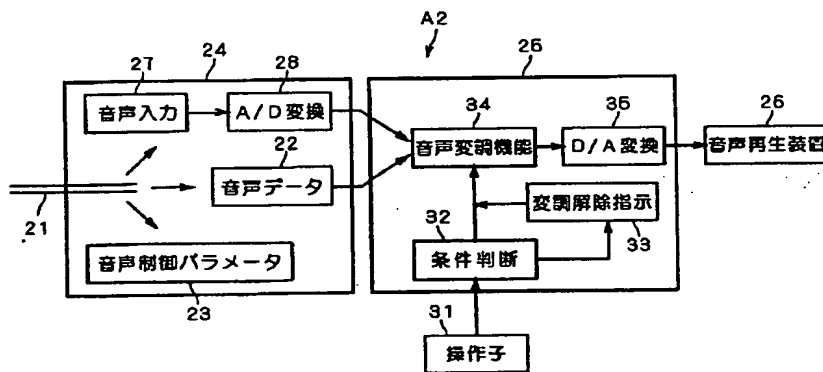 A2
27
24
28
25
音声入力
A/D変換
34
35
26
22
音声変調機能
D/A変換
音声再生装置
音声データ
21
32
変調解除指示
33
音声制御パラメータ
条件判断
23
31
操作子